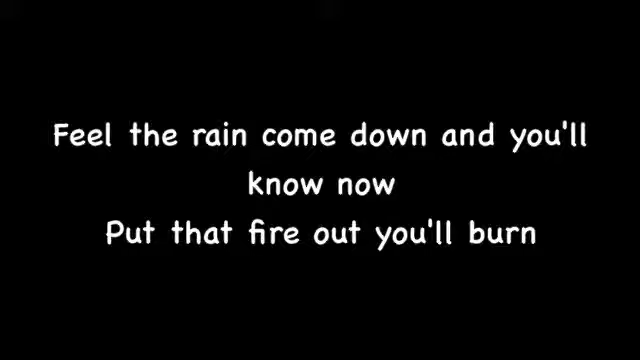 Feel the rain come down and you'll
know now
Put that fire out you'll burn